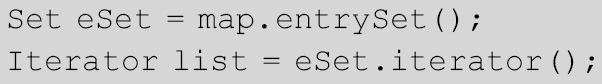 Set eSet = map.entrySet();
Iterator list = eSet.iterator();